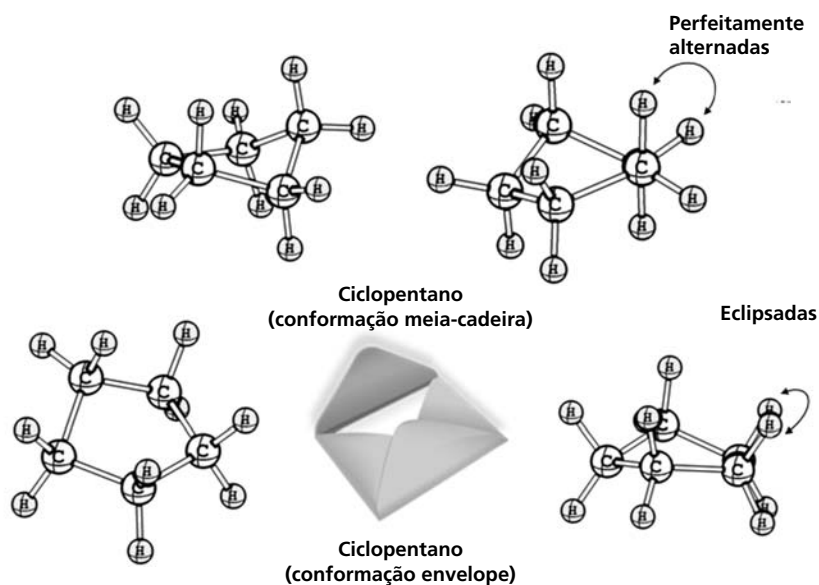 Perfeitamente
alternadas
H H H H H H H H H H C C C C C
H H H H H H H H H H C C C C
Ciclopentano
(conformação meia-cadeira)
Eclipsadas
H H H H H H H H H H C C C C C
H H H H H H H H H H C C C C
Ciclopentano
(conformação envelope)